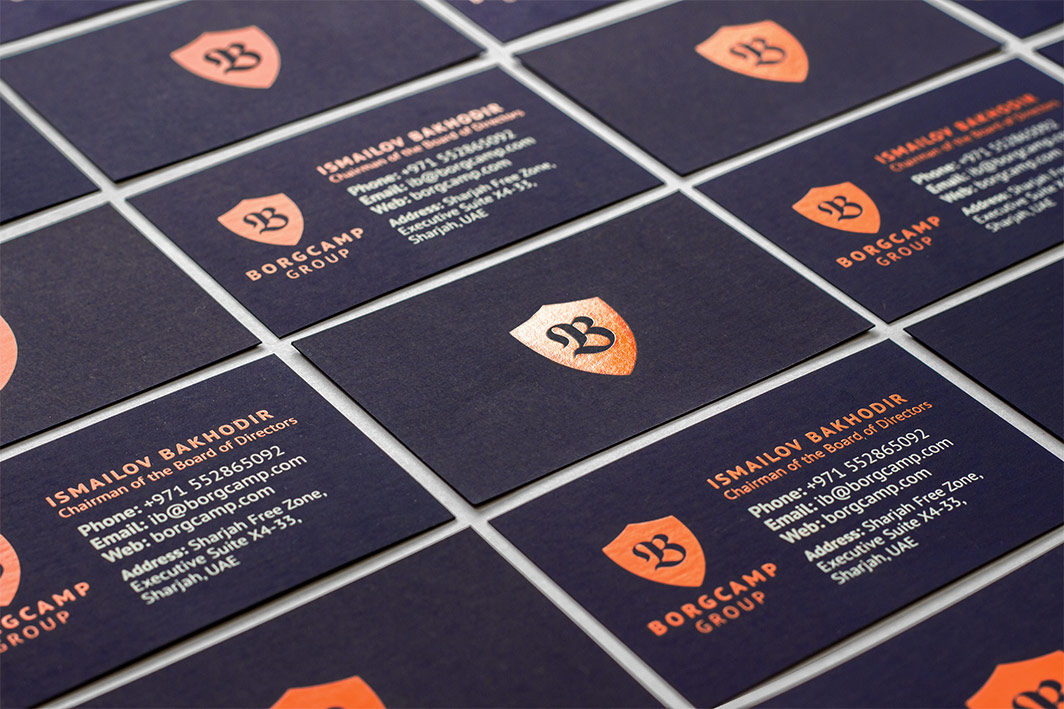 B
B
ISMAILOV BAKHODIR
Chairman of the Board of Directors
Phone: +971 552865092
Email: ib@borgcamp.com
Web: borgcamp.com
Address: Sharjah Free Zone,
Executive Suite X4-33,
Sharjah, UAE
B
BORGCAMP
GROUP
ISMAILOV BAKHODIR
Chairman of the Board of Directors
Phone: +971 552865092
Email: ib@borgcamp.com
Web: borgcamp.com
Address: Sharjah
Executive Suite
Sharjah,
B
BORGCAMP
GROUP
B
ISMAILOV BAKHODIR
Chairman of the Board of Directors
Phone: +971 552865092
Email: ib@borgcamp.com
Web: borgcamp.com
Address: Sharjah Free Zone,
Executive Suite X4-33,
Sharjah, UAE
BORGCAMP
GROUP
ISMAILOV BAKHODIR
Chairman of the Board of Directors
Phone: +971 552865092
Email: ib@borgcamp.com
Web: borgcamp.com
Address: Sharjah Free Zone,
Executive Suite X4-33,
Sharjah, UAE
B
BORGCAMP
GROUP
B